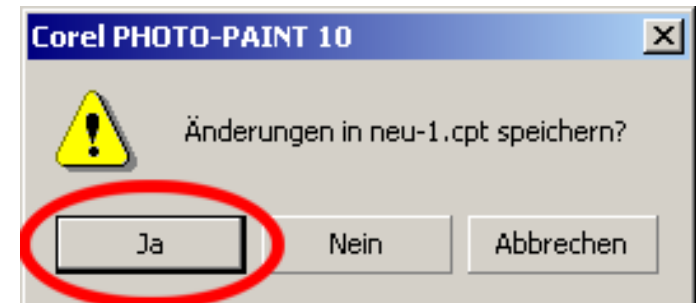 Corel PHOTO-PAINT 10
Änderungen in neu-1.cpt speichern?
Ja Nein Abbrechen